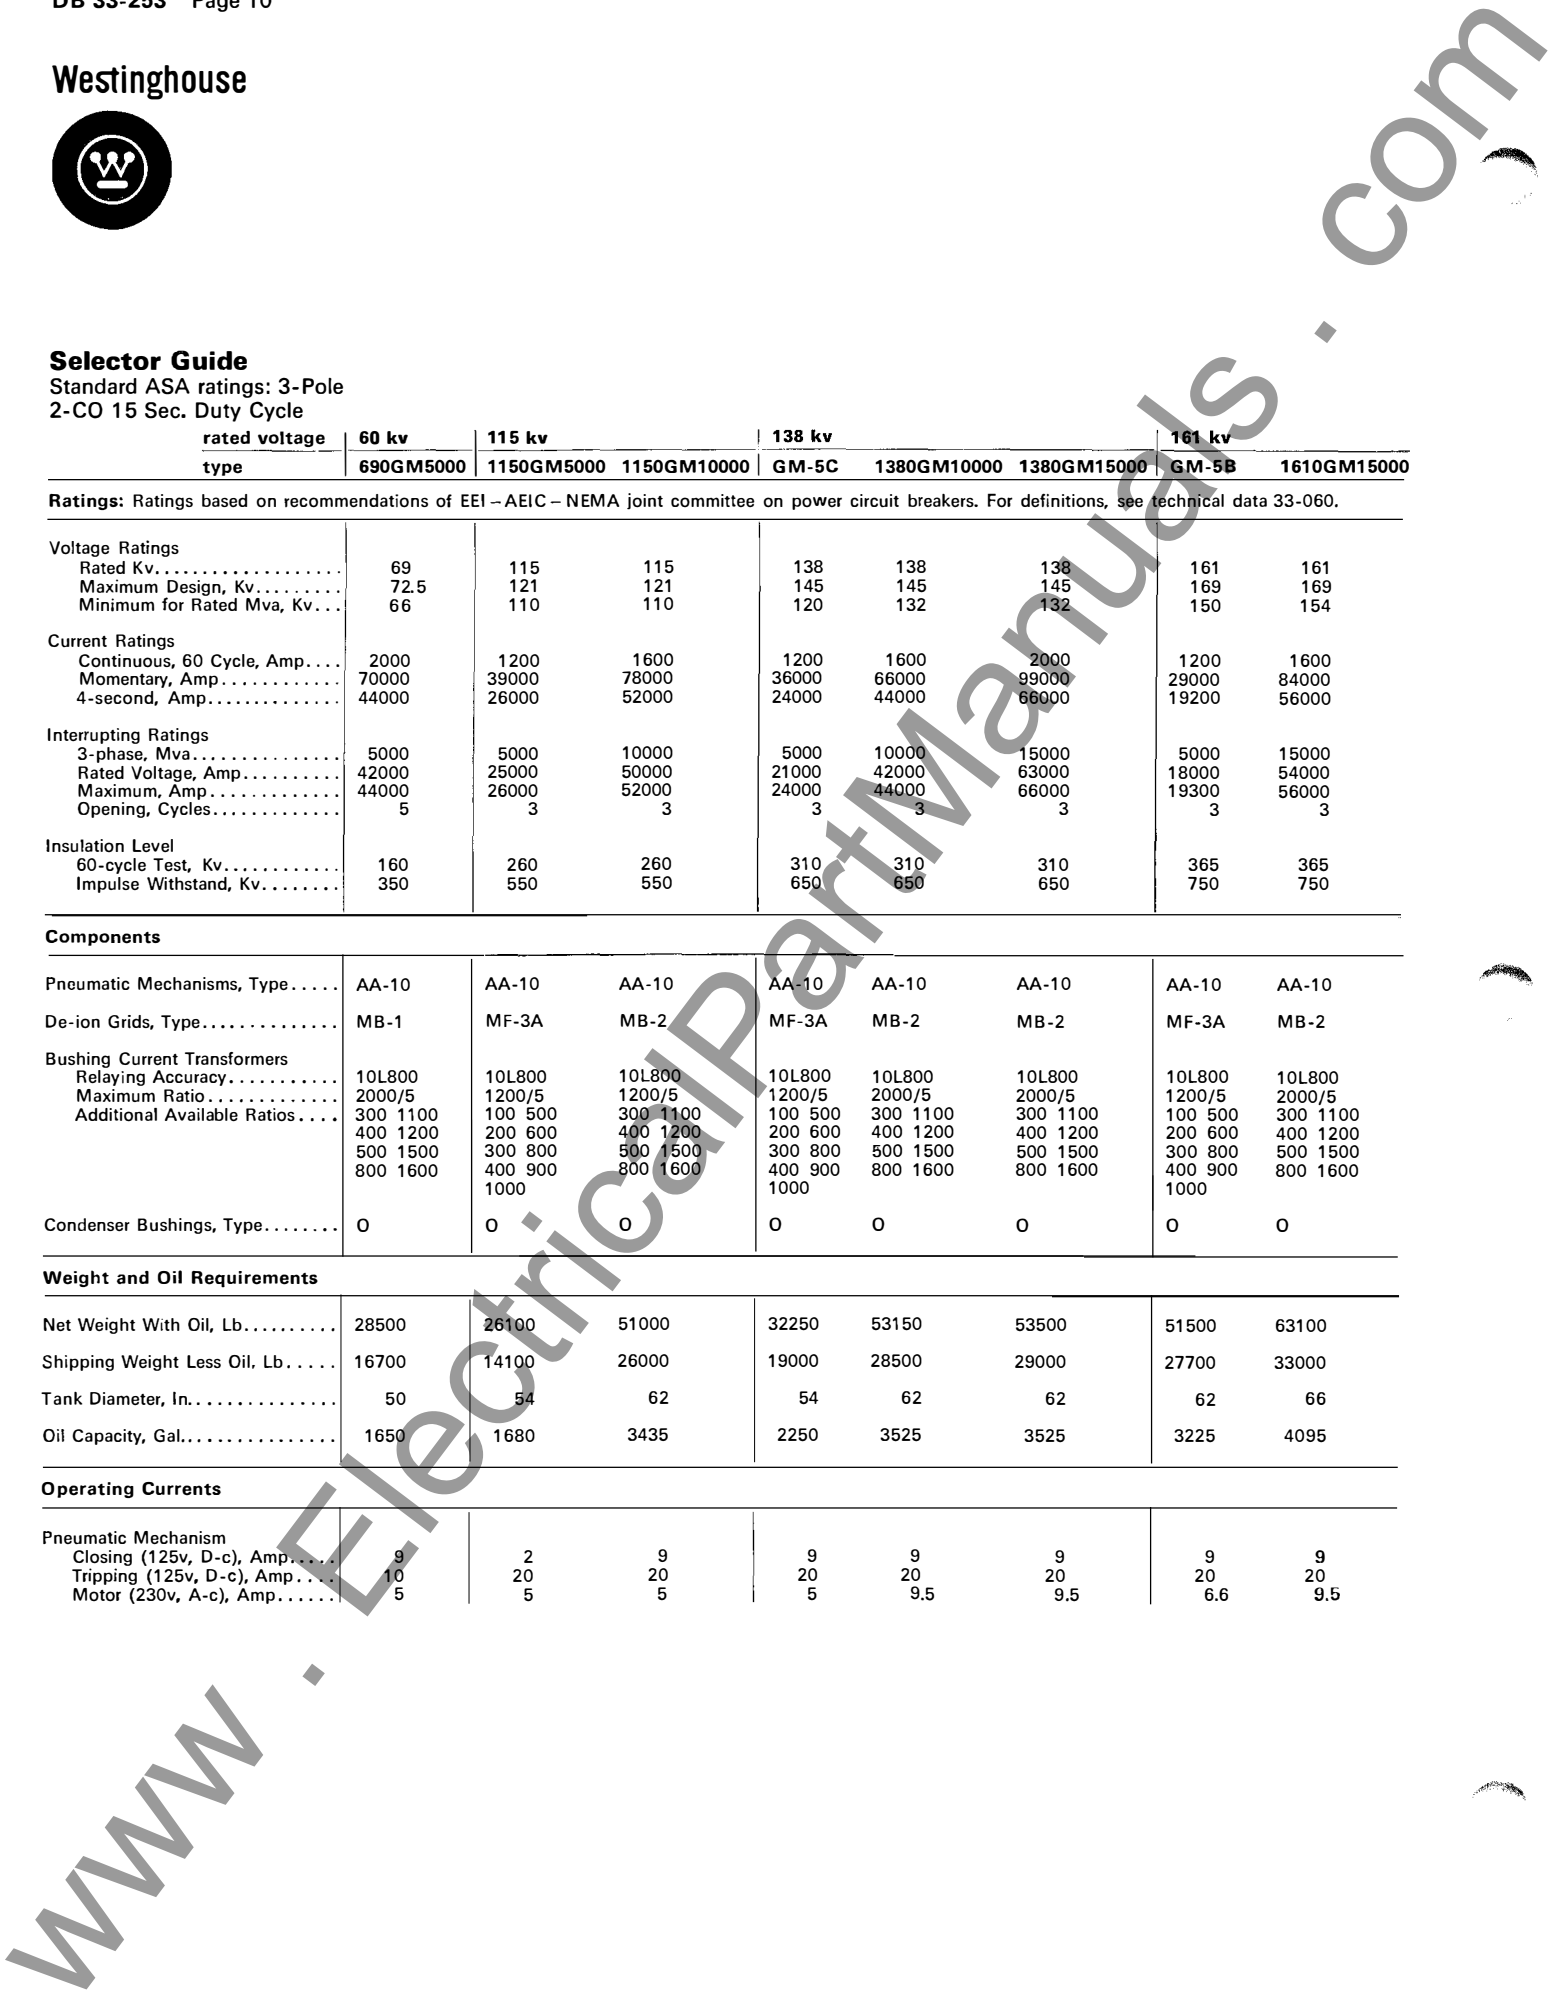 DB 33-253 Page 10
Westinghouse
W
Selector Guide
Standard ASA ratings: 3-Pole
2-CO 15 Sec. Duty Cycle
rated voltage 60 kv 115 kv 138 kv 161 kv
type 690GM5000 1150GM5000 1150GM10000 GM-5C 1380GM10000 1380GM15000 GM-5B 1610GM15000
Ratings: Ratings based on recommendations of EEI–AEIC–NEMA joint committee on power circuit breakers. For definitions, see technical data 33-060.
Voltage Ratings
Rated Kv................... 69 115 115 138 138 138 161 161
Maximum Design, Kv......... 72.5 121 121 145 145 145 169 169
Minimum for Rated Mva, Kv... 66 110 110 120 132 132 150 154
Current Ratings
Continuous, 60 Cycle, Amp.... 2000 1200 1600 1200 1600 2000 1200 1600
Momentary, Amp............ 70000 39000 78000 36000 66000 99000 29000 84000
4-second, Amp.............. 44000 26000 52000 24000 44000 66000 19200 56000
Interrupting Ratings
3-phase, Mva............... 5000 5000 10000 5000 10000 15000 5000 15000
Rated Voltage, Amp.......... 42000 25000 50000 21000 42000 63000 18000 54000
Maximum, Amp............. 44000 26000 52000 24000 44000 66000 19300 56000
Opening, Cycles............. 5 3 3 3 3 3 3 3
Insulation Level
60-cycle Test, Kv............ 160 260 260 310 310 310 365 365
Impulse Withstand, Kv........ 350 550 550 650 650 650 750 750
Components
Pneumatic Mechanisms, Type..... AA-10 AA-10 AA-10 AA-10 AA-10 AA-10 AA-10 AA-10
De-ion Grids, Type.............. MB-1 MF-3A MB-2 MF-3A MB-2 MB-2 MF-3A MB-2
Bushing Current Transformers
Relaying Accuracy........... 10L800 10L800 10L800 10L800 10L800 10L800 10L800 10L800
Maximum Ratio............. 2000/5 1200/5 1200/5 1200/5 2000/5 2000/5 1200/5 2000/5
Additional Available Ratios.... 300 1100 100 500 300 1100 100 500 300 1100 300 1100 100 500 300 1100
400 1200 200 600 400 1200 200 600 400 1200 400 1200 200 600 400 1200
500 1500 300 800 500 1500 300 800 500 1500 500 1500 300 800 500 1500
800 1600 400 900 800 1600 400 900 800 1600 800 1600 400 900 800 1600
1000 1000 1000
Condenser Bushings, Type........ O O O O O O O O
Weight and Oil Requirements
Net Weight With Oil, Lb.......... 28500 26100 51000 32250 53150 53500 51500 63100
Shipping Weight Less Oil, Lb..... 16700 14100 26000 19000 28500 29000 27700 33000
Tank Diameter, In............... 50 54 62 54 62 62 62 66
Oil Capacity, Gal................ 1650 1680 3435 2250 3525 3525 3225 4095
Operating Currents
Pneumatic Mechanism
Closing (125v, D-c), Amp..... 9 2 9 9 9 9 9 9
Tripping (125v, D-c), Amp.... 10 20 20 20 20 20 20 20
Motor (230v, A-c), Amp...... 5 5 5 5 9.5 9.5 6.6 9.5
www . ElectricalPartManuals . com